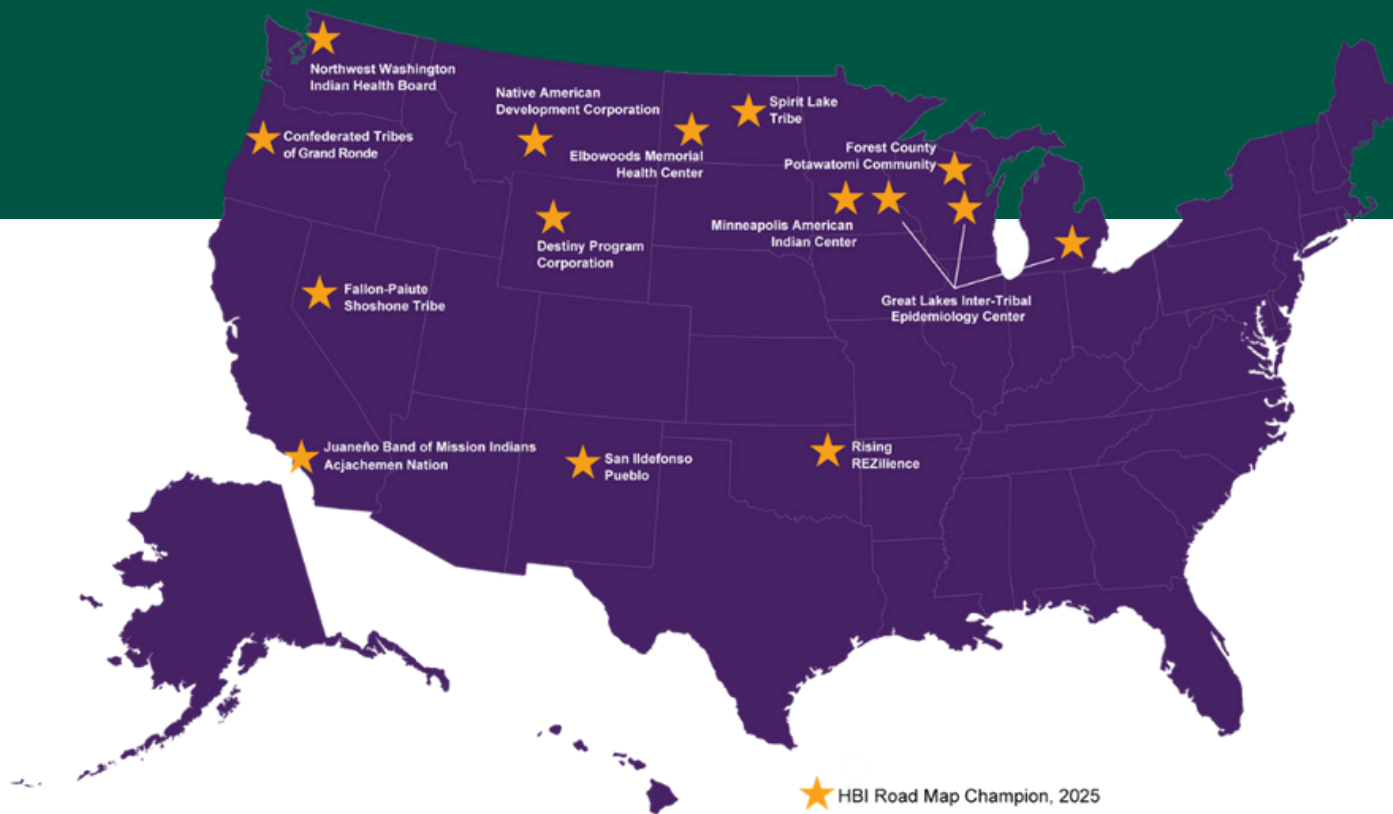 Northwest Washington
Indian Health Board
Native American
Development Corporation
Spirit Lake
Tribe
Confederated Tribes
of Grand Ronde
Elbowoods Memorial
Health Center
Forest County
Potawatomi Community
Minneapolis American
Indian Center
Destiny Program
Corporation
Fallon-Paiute
Shoshone Tribe
Great Lakes Inter-Tribal
Epidemiology Center
Juaneño Band of Mission Indians
Acjachemen Nation
San Ildefonso
Pueblo
Rising
REZilience
HBI Road Map Champion, 2025